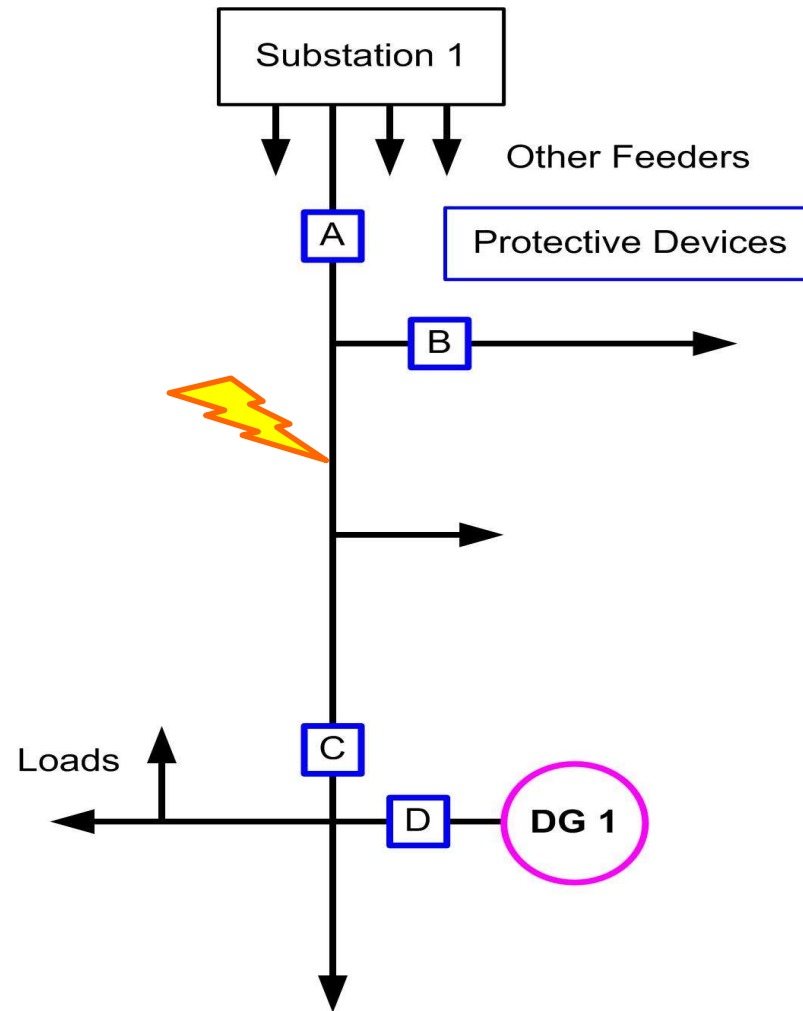 Substation 1
Other Feeders
A
Protective Devices
B
C
Loads
D
DG 1